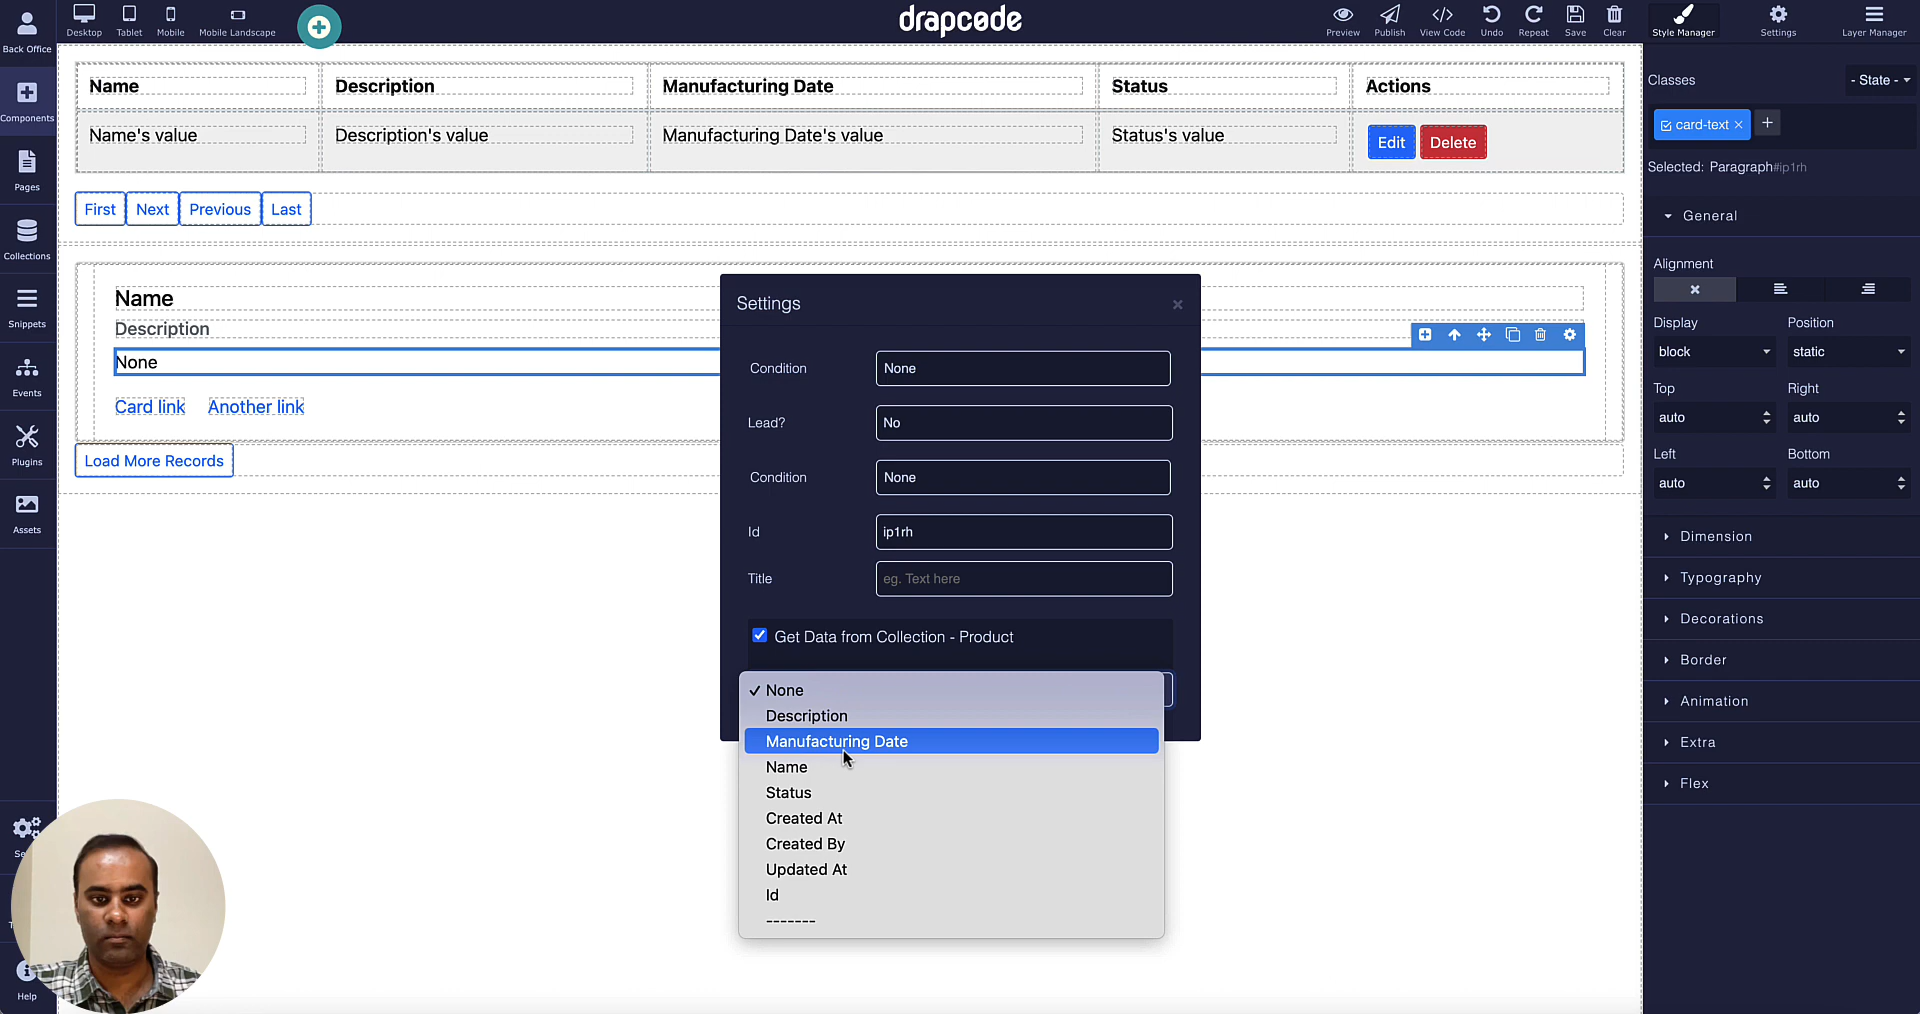 Back Office
Desktop
Tablet
Mobile
Mobile Landscape
drapcode
Preview
Publish
View Code
Undo
Repeat
Save
Clear
Style Manager
Settings
Layer Manager
Components
Pages
Collections
Snippets
Events
Plugins
Assets
Help
Name
Description
Manufacturing Date
Status
Actions
Name's value
Description's value
Manufacturing Date's value
Status's value
Edit
Delete
First
Next
Previous
Last
Name
Description
None
Card link
Another link
Load More Records
Settings
Condition
None
Lead?
No
Condition
None
Id
ip1rh
Title
eg. Text here
Get Data from Collection - Product
None
Description
Manufacturing Date
Name
Status
Created At
Created By
Updated At
Id
-------
Classes
- State -
card-text
Selected: Paragraph#ip1rh
General
Alignment
Display
Position
block
static
Top
Right
auto
auto
Left
Bottom
auto
auto
Dimension
Typography
Decorations
Border
Animation
Extra
Flex